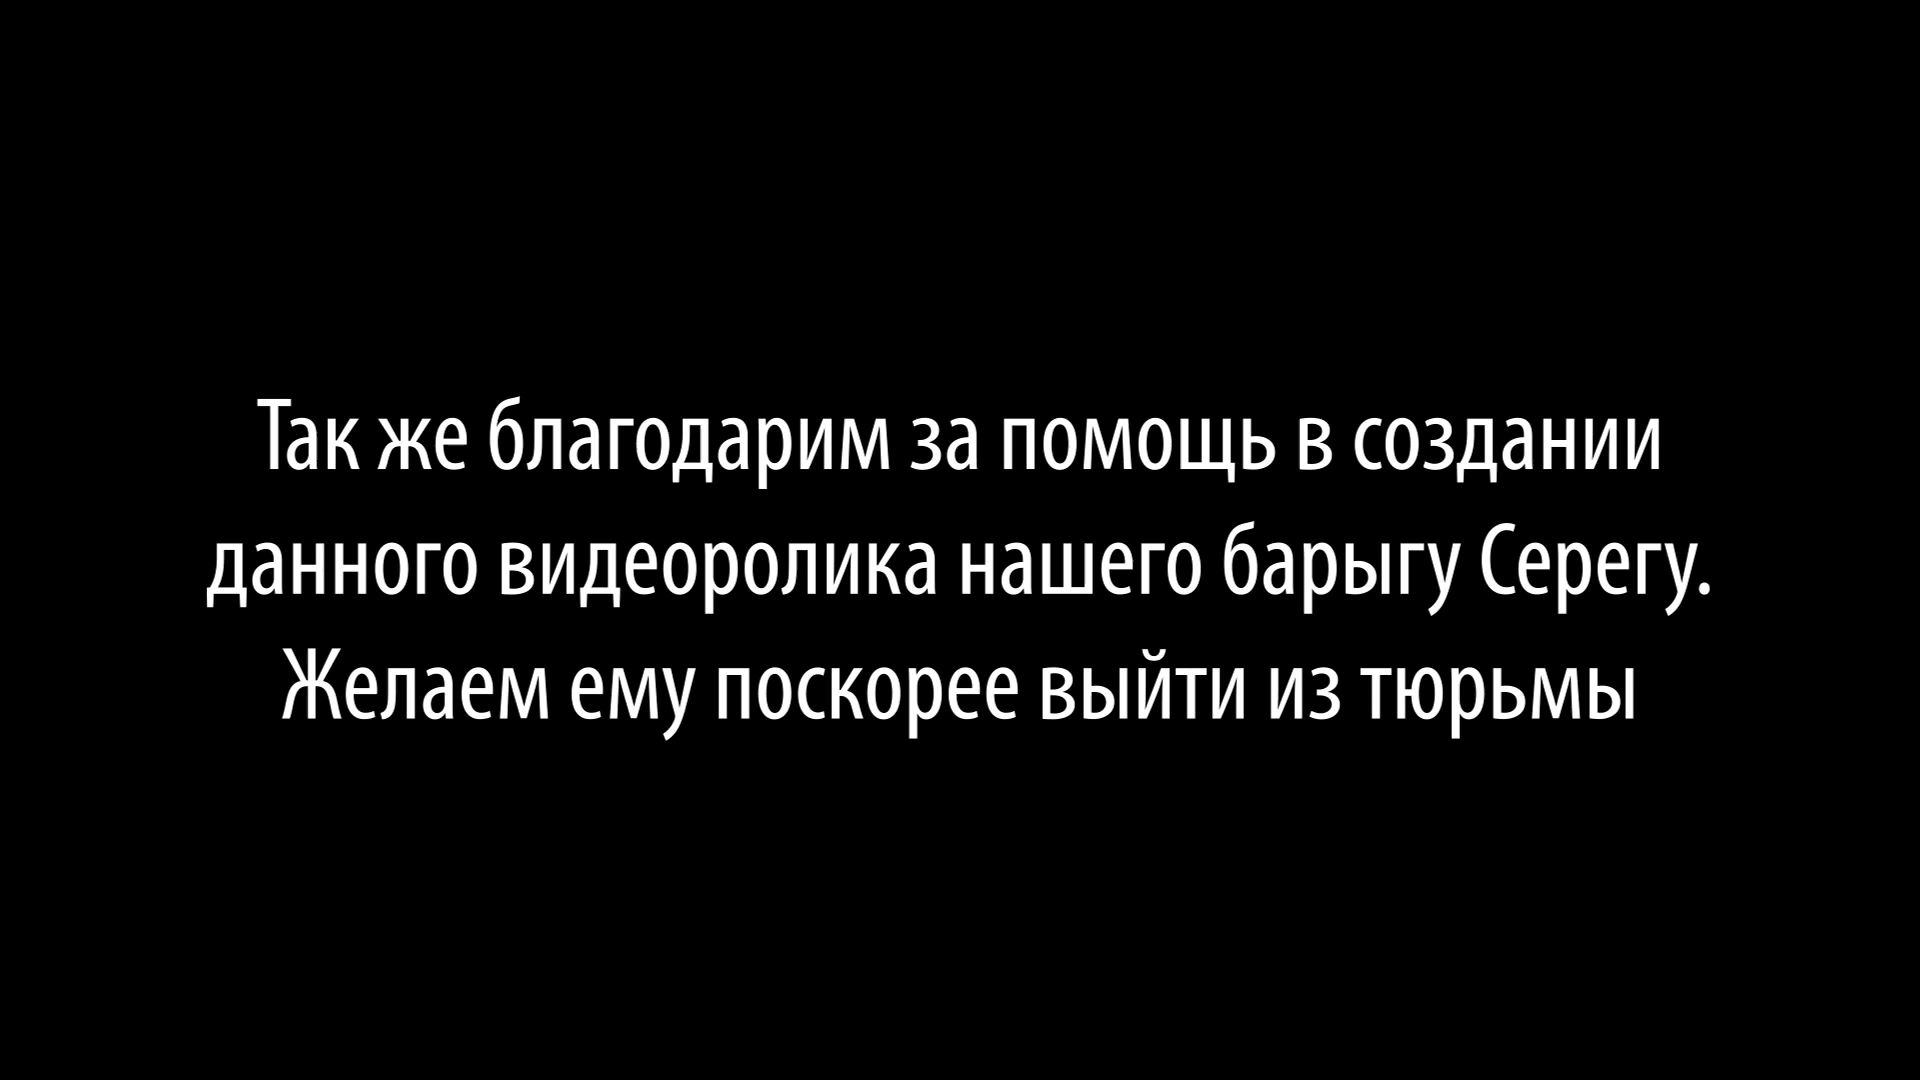 Так же благодарим за помощь в создании
данного видеоролика нашего барыгу Серегу.
Желаем ему поскорее выйти из тюрьмы